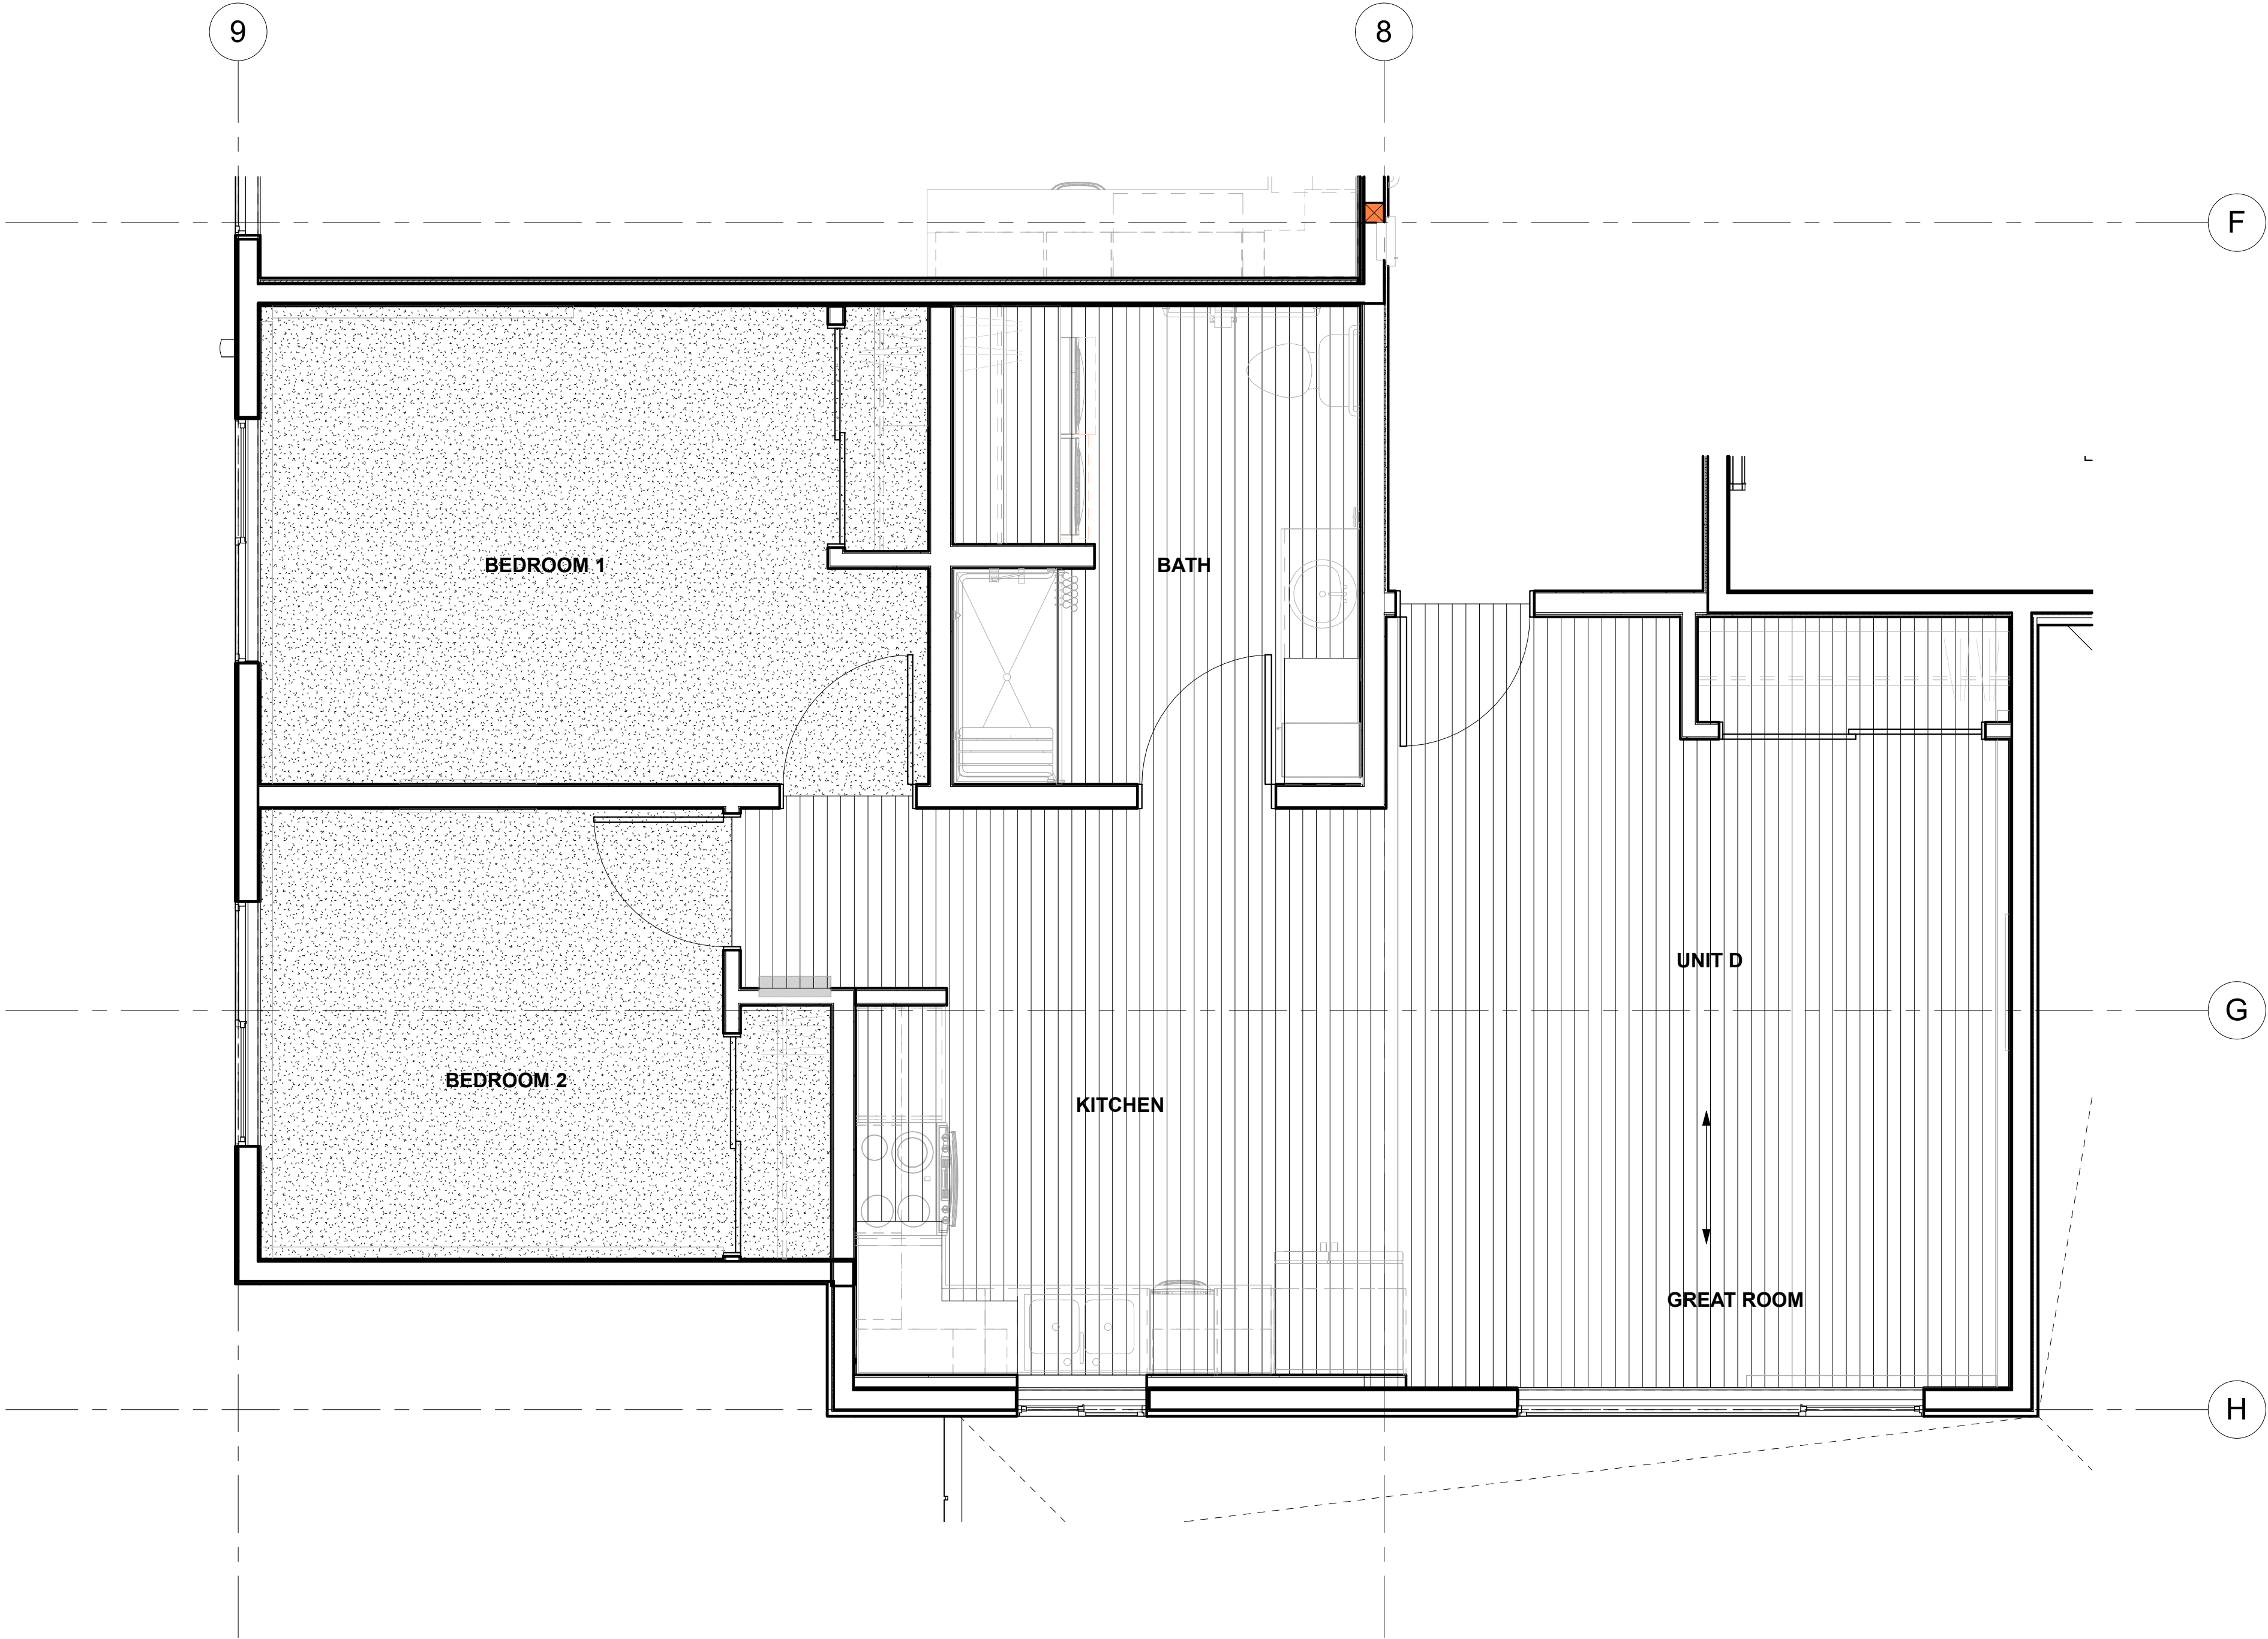 9
8
F
BEDROOM 1
BATH
UNIT D
G
BEDROOM 2
KITCHEN
GREAT ROOM
H